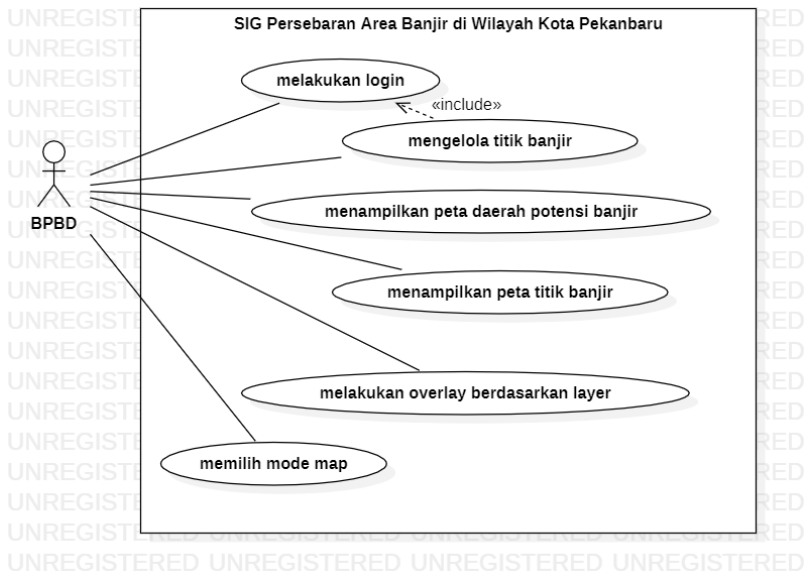 SIG Persebaran Area Banjir di Wilayah Kota Pekanbaru
melakukan login
«include»
mengelola titik banjir
menampilkan peta daerah potensi banjir
BPBD
menampilkan peta titik banjir
melakukan overlay berdasarkan layer
memilih mode map
UNREGISTERED UNREGISTERED UNREGISTERED UNREGISTERED